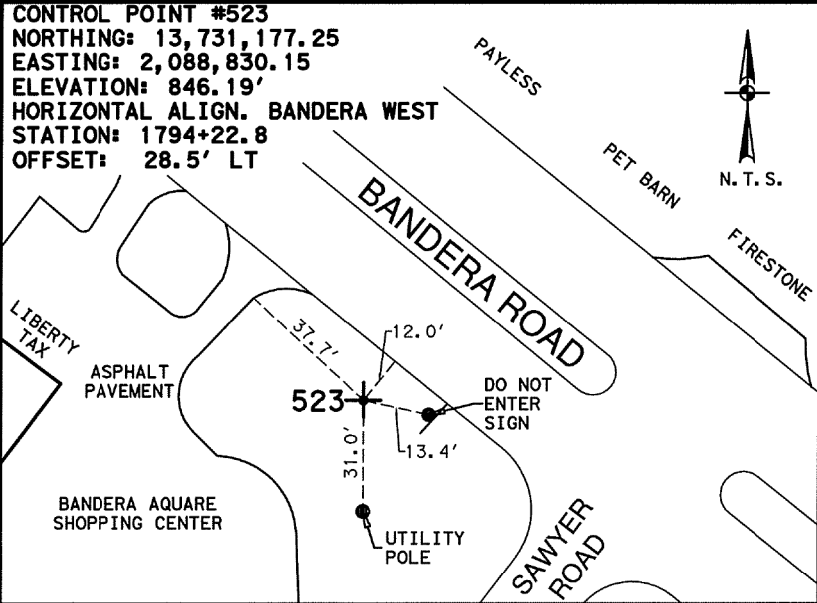 CONTROL POINT #523
NORTHING: 13,731,177.25
EASTING: 2,088,830.15
ELEVATION: 846.19'
HORIZONTAL ALIGN. BANDERA WEST
STATION: 1794+22.8
OFFSET: 28.5' LT
PAYLESS
PET BARN
FIRESTONE
N.T.S.
BANDERA ROAD
LIBERTY
TAX
ASPHALT
PAVEMENT
37.7'
12.0'
523
DO NOT
ENTER
SIGN
13.4'
31.0'
BANDERA AQUARE
SHOPPING CENTER
UTILITY
POLE
SAWYER
ROAD